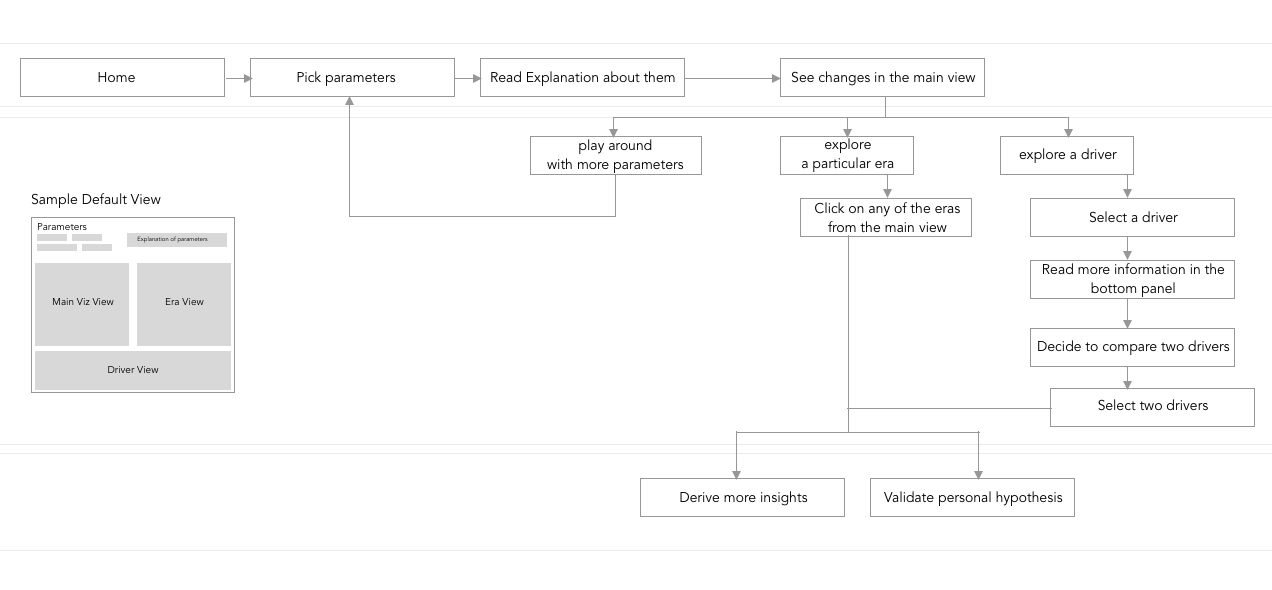 Home
Pick parameters
Read Explanation about them
See changes in the main view
play around
with more parameters
explore
a particular era
explore a driver
Click on any of the eras
from the main view
Select a driver
Read more information in the
bottom panel
Decide to compare two drivers
Select two drivers
Sample Default View
Parameters
Explanation of parameters
Main Viz View
Era View
Driver View
Derive more insights
Validate personal hypothesis